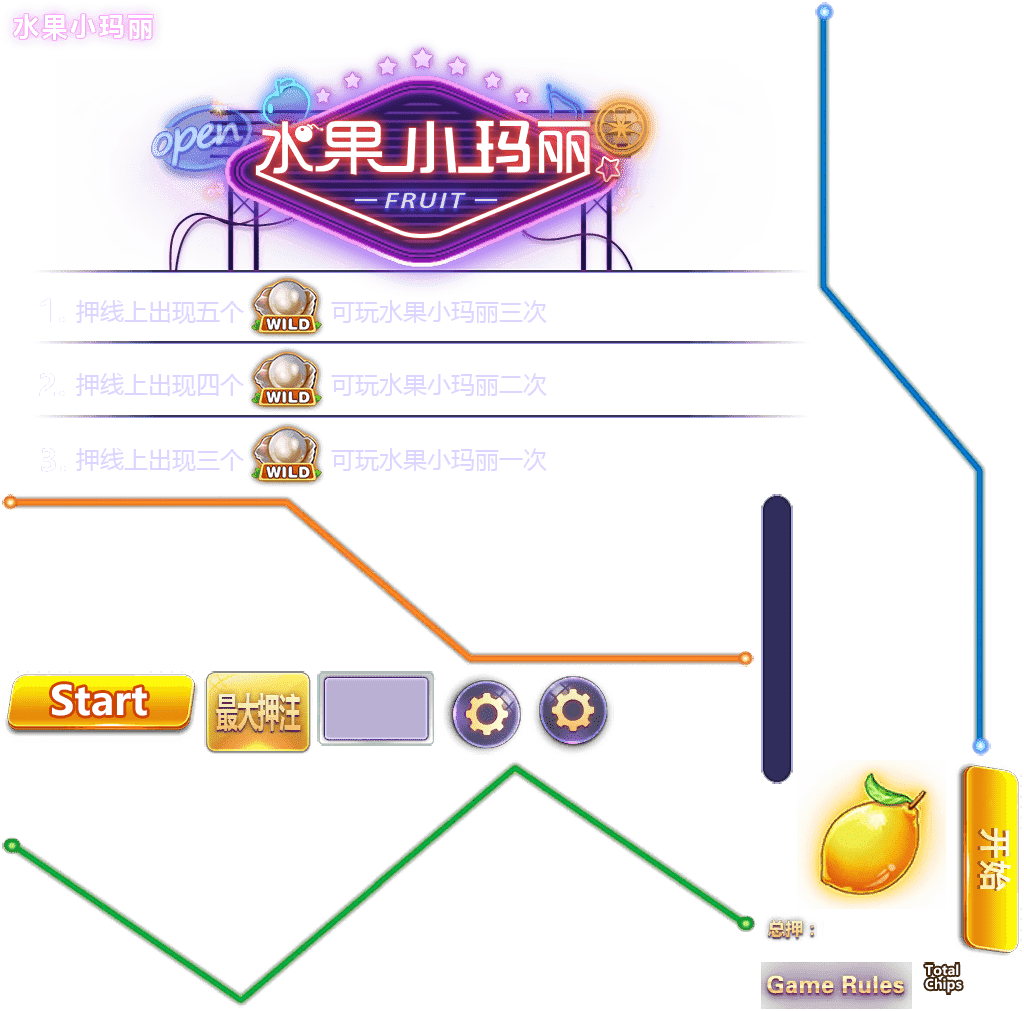 水果小玛丽
open
水果小玛丽
FRUIT
1. 押线上出现五个 WILD 可玩水果小玛丽三次
2. 押线上出现四个 WILD 可玩水果小玛丽二次
3. 押线上出现三个 WILD 可玩水果小玛丽一次
Start
最大押注
开始
总押：
Game Rules
Total
Chips